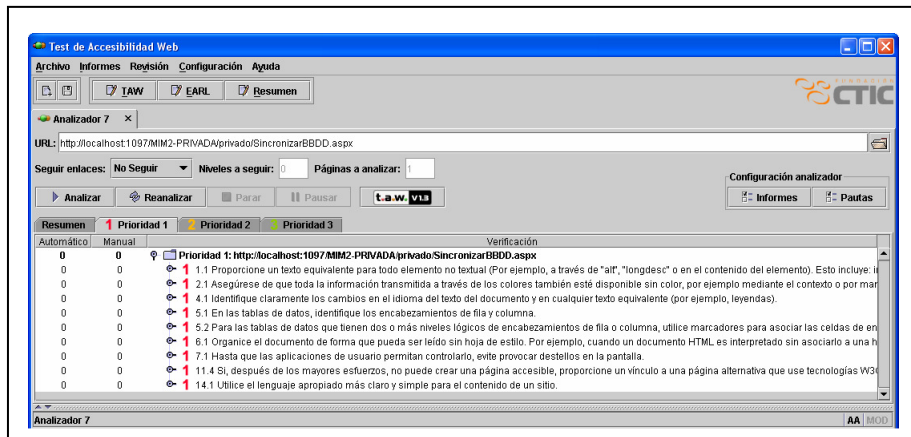 Test de Accesibilidad Web
Archivo Informes Revisión Configuración Ayuda
TAW EARL Resumen
FUNDACIÓN
CTIC
Analizador 7 ×
URL: http://localhost:1097/MIM2-PRIVADA/privado/SincronizarBBDD.aspx
Seguir enlaces: No Seguir Niveles a seguir: 0 Páginas a analizar: 1
Configuración analizador
Analizar Reanalizar Parar Pausar t.a.w. V1.3 Informes Pautas
Resumen 1 Prioridad 1 2 Prioridad 2 3 Prioridad 3
Automático Manual Verificación
0 0 Prioridad 1: http://localhost:1097/MIM2-PRIVADA/privado/SincronizarBBDD.aspx
0 0 1 1.1 Proporcione un texto equivalente para todo elemento no textual (Por ejemplo, a través de "alt", "longdesc" o en el contenido del elemento). Esto incluye:
0 0 1 2.1 Asegúrese de que toda la información transmitida a través de los colores también esté disponible sin color, por ejemplo mediante el contexto o por mar
0 0 1 4.1 Identifique claramente los cambios en el idioma del texto del documento y en cualquier texto equivalente (por ejemplo, leyendas).
0 0 1 5.1 En las tablas de datos, identifique los encabezamientos de fila y columna.
0 0 1 5.2 Para las tablas de datos que tienen dos o más niveles lógicos de encabezamientos de fila o columna, utilice marcadores para asociar las celdas de en
0 0 1 6.1 Organice el documento de forma que pueda ser leído sin hoja de estilo. Por ejemplo, cuando un documento HTML es interpretado sin asociarlo a una h
0 0 1 7.1 Hasta que las aplicaciones de usuario permitan controlarlo, evite provocar destellos en la pantalla.
0 0 1 11.4 Si, después de los mayores esfuerzos, no puede crear una página accesible, proporcione un vínculo a una página alternativa que use tecnologías W3
0 0 1 14.1 Utilice el lenguaje apropiado más claro y simple para el contenido de un sitio.
Analizador 7 AA MOD